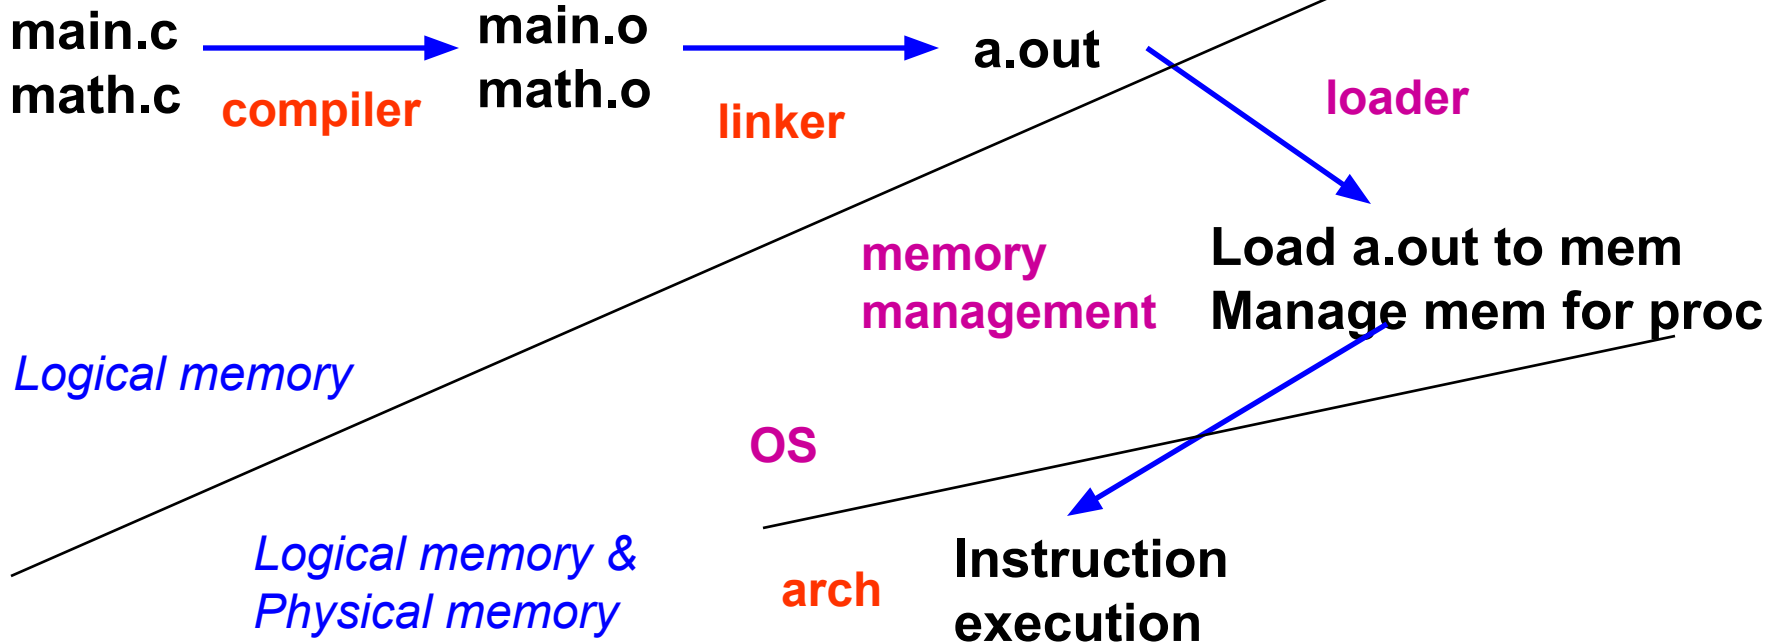 main.c
math.c
compiler
main.o
math.o
linker
a.out
loader
memory
management
Load a.out to mem
Manage mem for proc
Logical memory
OS
Logical memory &
Physical memory
arch
Instruction
execution